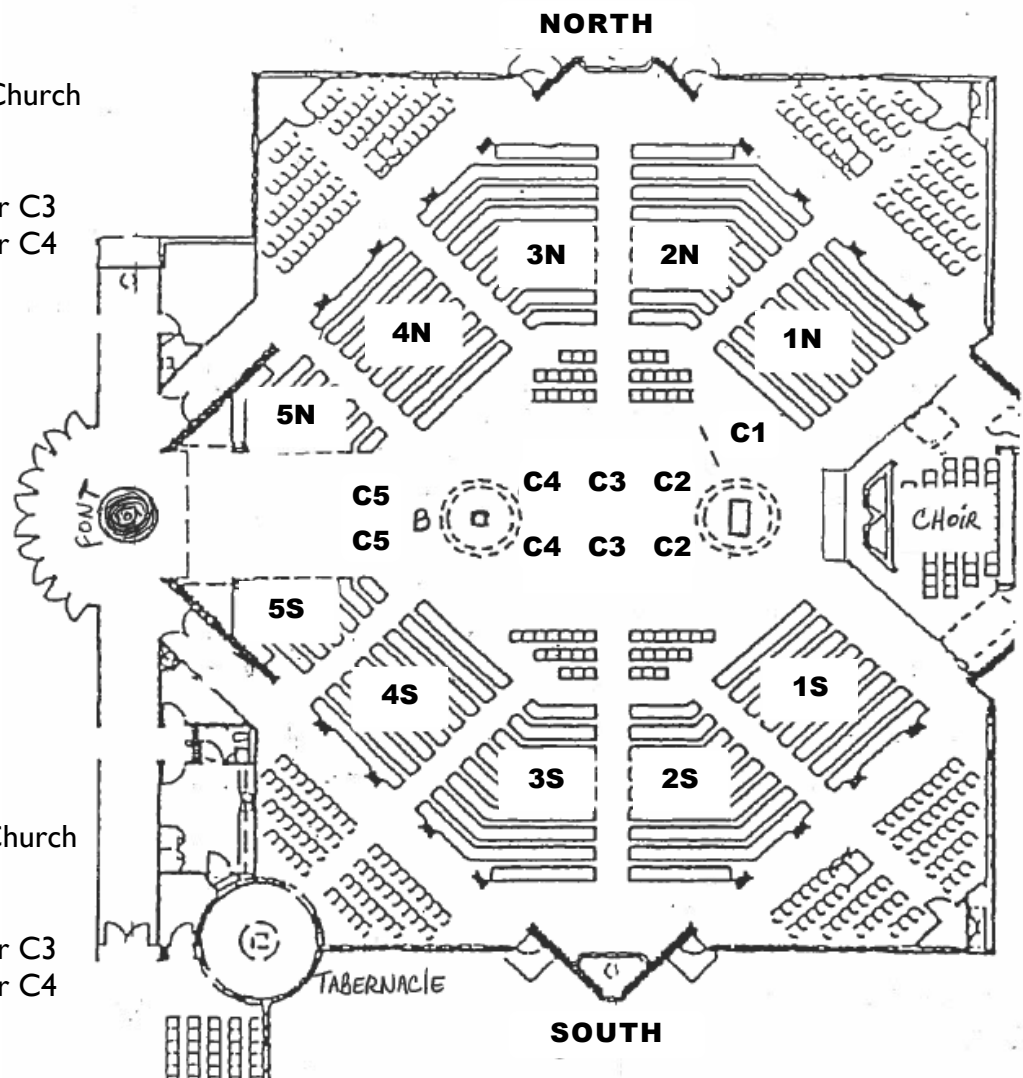 NORTH
Church
r C3
r C4
3N
2N
4N
1N
5N
C1
C5
C4
C3
C2
FONT
B
CHOIR
C5
C4
C3
C2
5S
4S
1S
3S
2S
Church
r C3
r C4
TABERNACLE
SOUTH